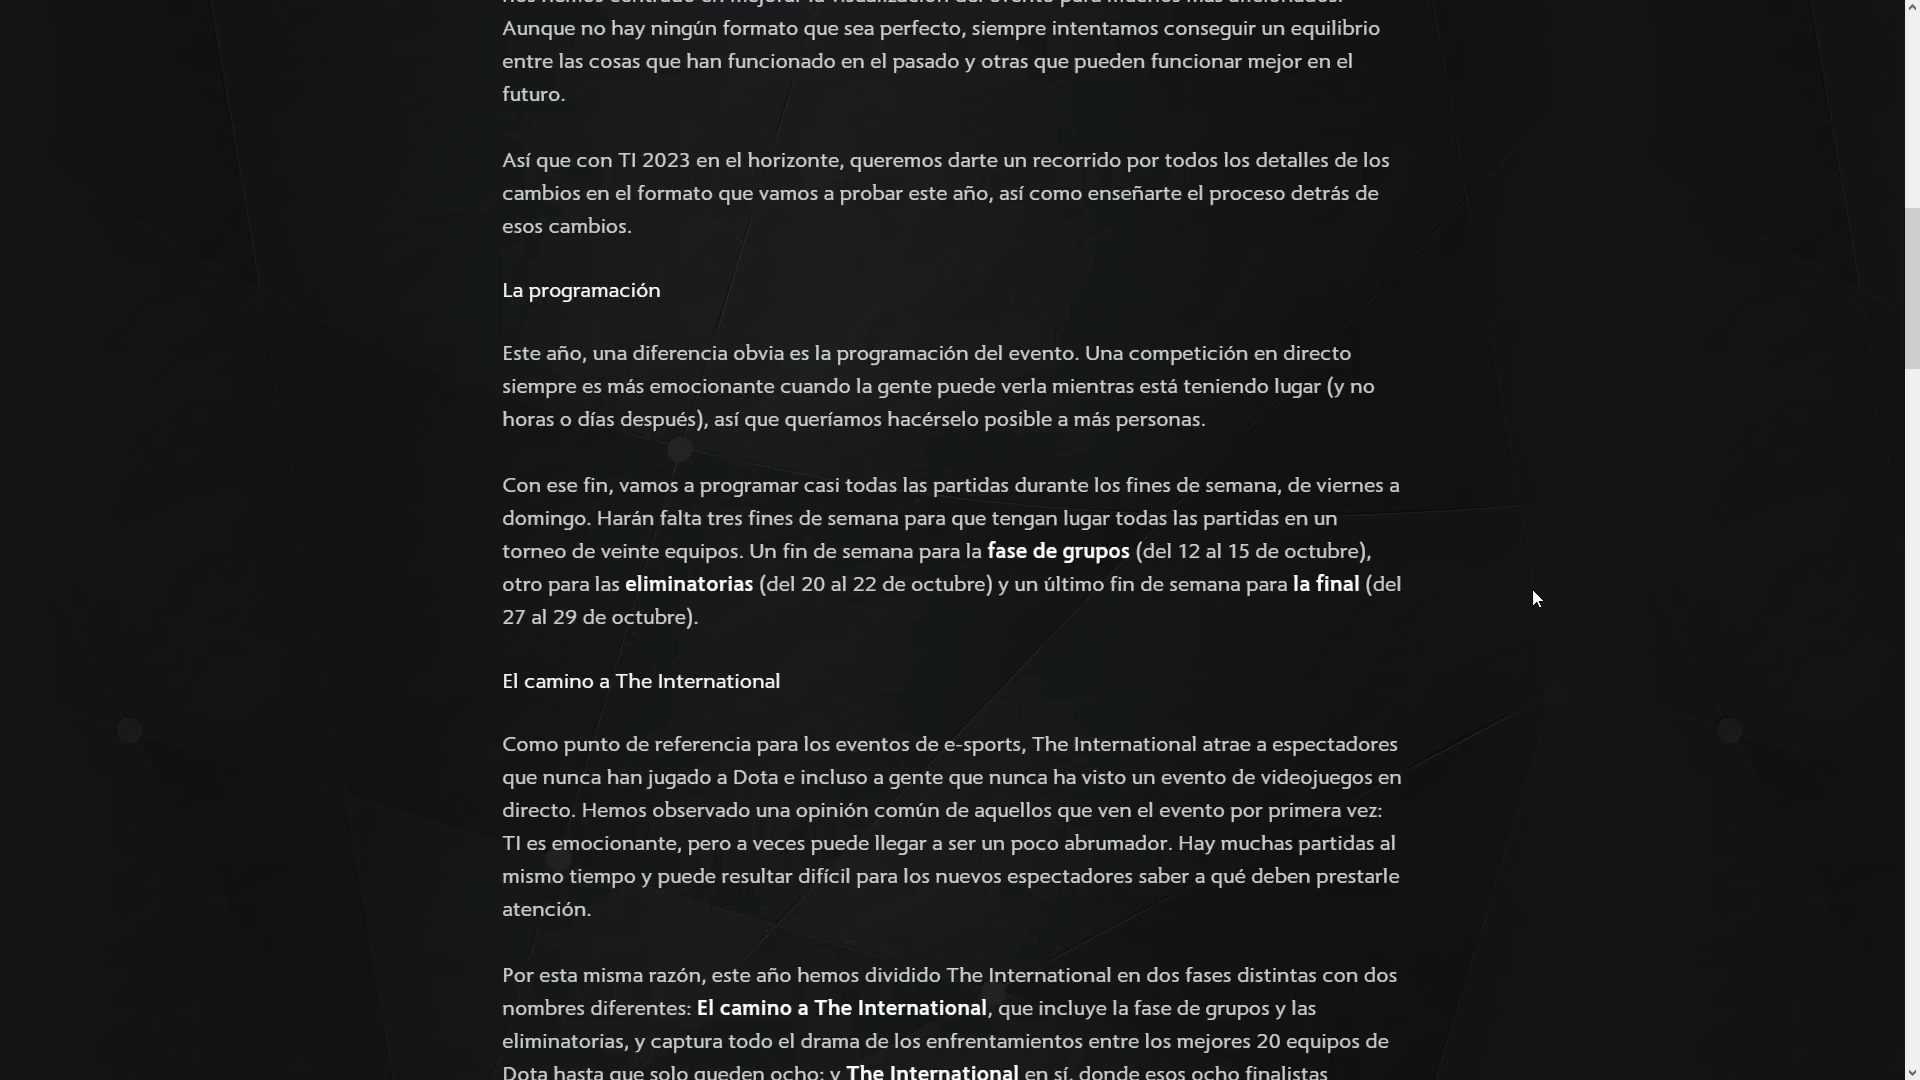 nos hemos centrado en mejorar la visualización del evento para muchos más aficionados.
Aunque no hay ningún formato que sea perfecto, siempre intentamos conseguir un equilibrio
entre las cosas que han funcionado en el pasado y otras que pueden funcionar mejor en el
futuro.
Así que con TI 2023 en el horizonte, queremos darte un recorrido por todos los detalles de los
cambios en el formato que vamos a probar este año, así como enseñarte el proceso detrás de
esos cambios.
La programación
Este año, una diferencia obvia es la programación del evento. Una competición en directo
siempre es más emocionante cuando la gente puede verla mientras está teniendo lugar (y no
horas o días después), así que queríamos hacérselo posible a más personas.
Con ese fin, vamos a programar casi todas las partidas durante los fines de semana, de viernes a
domingo. Harán falta tres fines de semana para que tengan lugar todas las partidas en un
torneo de veinte equipos. Un fin de semana para la fase de grupos (del 12 al 15 de octubre),
otro para las eliminatorias (del 20 al 22 de octubre) y un último fin de semana para la final (del
27 al 29 de octubre).
El camino a The International
Como punto de referencia para los eventos de e-sports, The International atrae a espectadores
que nunca han jugado a Dota e incluso a gente que nunca ha visto un evento de videojuegos en
directo. Hemos observado una opinión común de aquellos que ven el evento por primera vez:
TI es emocionante, pero a veces puede llegar a ser un poco abrumador. Hay muchas partidas al
mismo tiempo y puede resultar difícil para los nuevos espectadores saber a qué deben prestarle
atención.
Por esta misma razón, este año hemos dividido The International en dos fases distintas con dos
nombres diferentes: El camino a The International, que incluye la fase de grupos y las
eliminatorias, y captura todo el drama de los enfrentamientos entre los mejores 20 equipos de
Dota hasta que solo queden ocho; y The International en sí, donde esos ocho finalistas